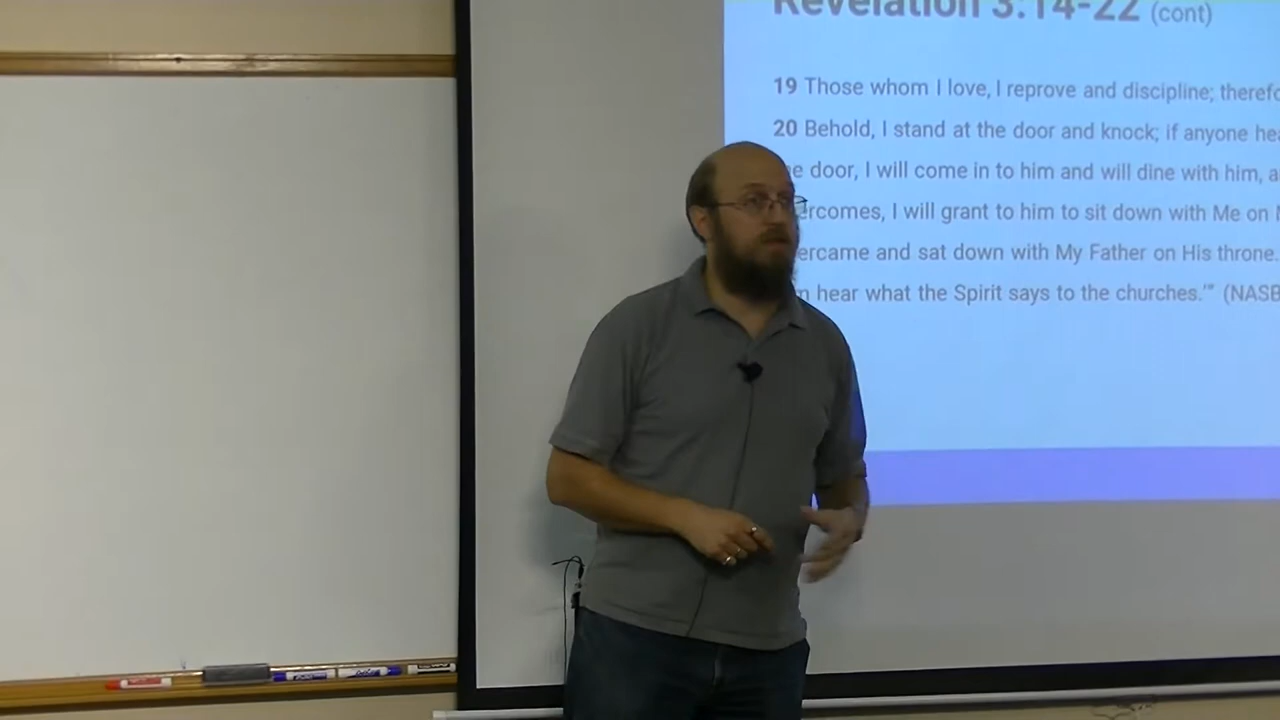 Revelation 3:14-22 (cont)
19 Those whom I love, I reprove and discipline; therefo
20 Behold, I stand at the door and knock; if anyone hea
e door, I will come in to him and will dine with him, a
ercomes, I will grant to him to sit down with Me on
ercame and sat down with My Father on His throne.
n hear what the Spirit says to the churches.'" (NASB